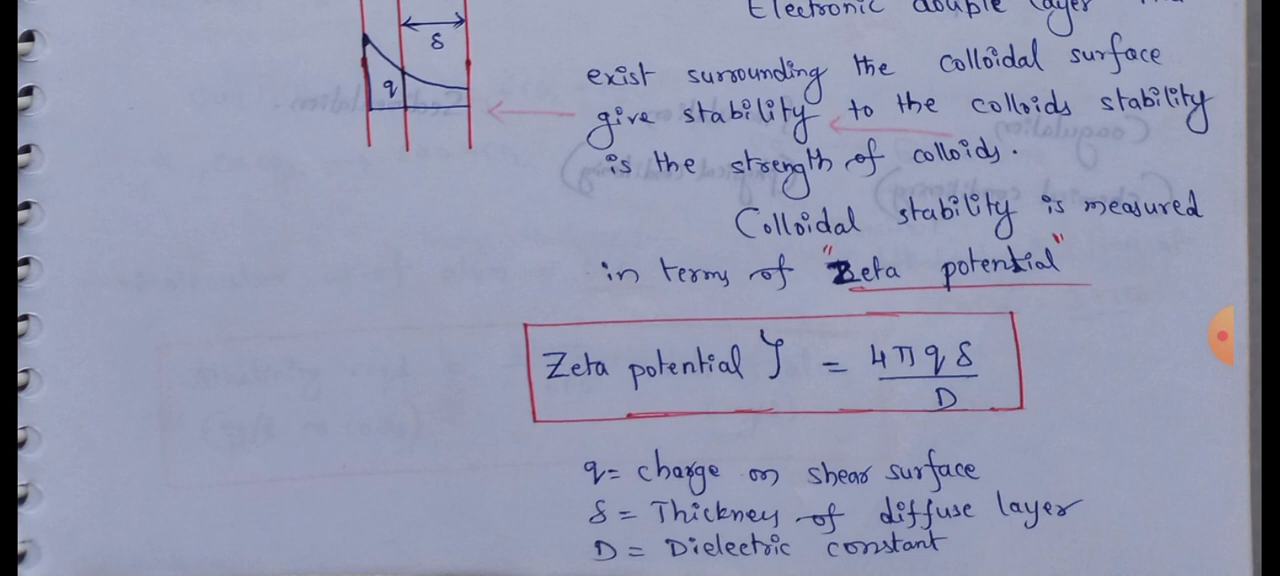 δ
q
Electronic double layer
exist surrounding the colloidal surface
give stability to the colloids stability
is the strength of colloids.
Colloidal stability is measured
in terms of "Zeta potential"
Zeta potential ζ = 4πqδ / D
q = charge on shear surface
δ = Thickness of diffuse layer
D = Dielectric constant